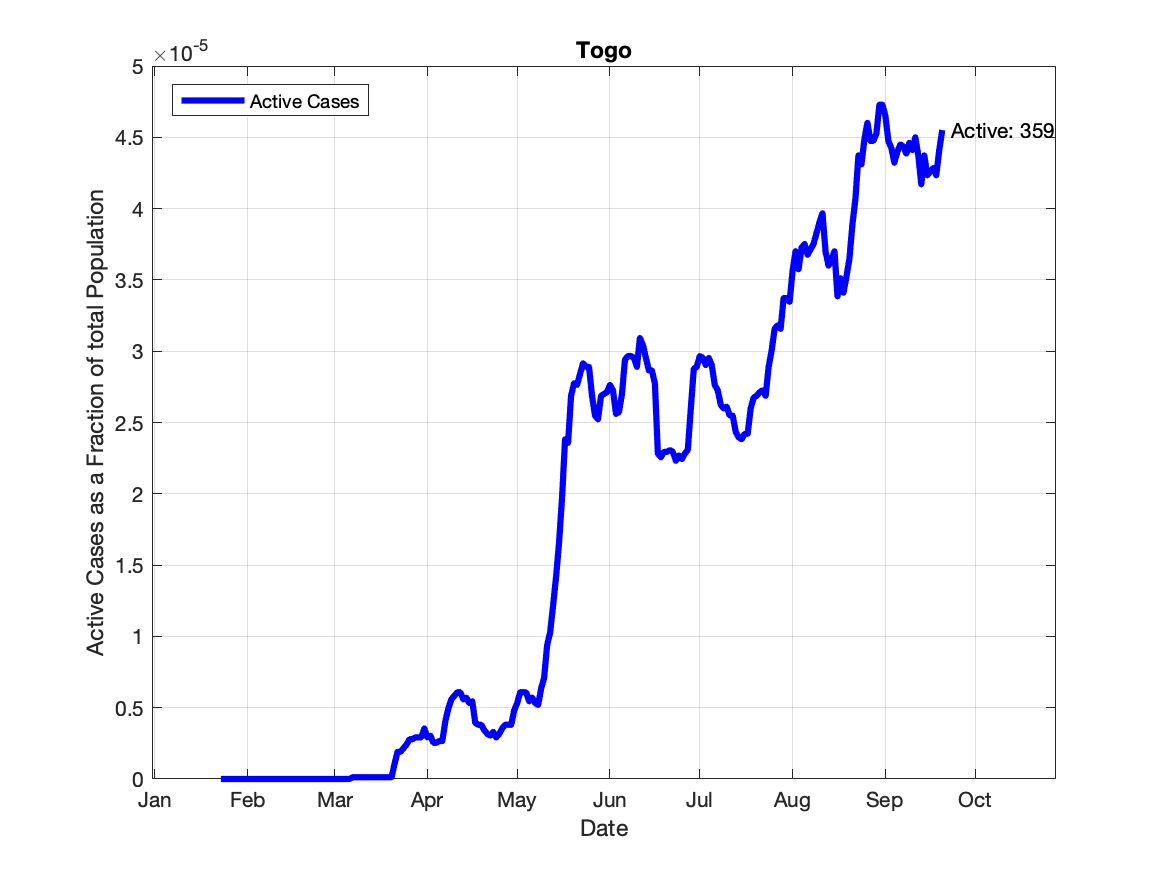 Togo
×10-5
5
4.5
4
3.5
3
2.5
2
1.5
1
0.5
0
Active Cases as a Fraction of total Population
Active Cases
Active: 359
Jan Feb Mar Apr May Jun Jul Aug Sep Oct
Date